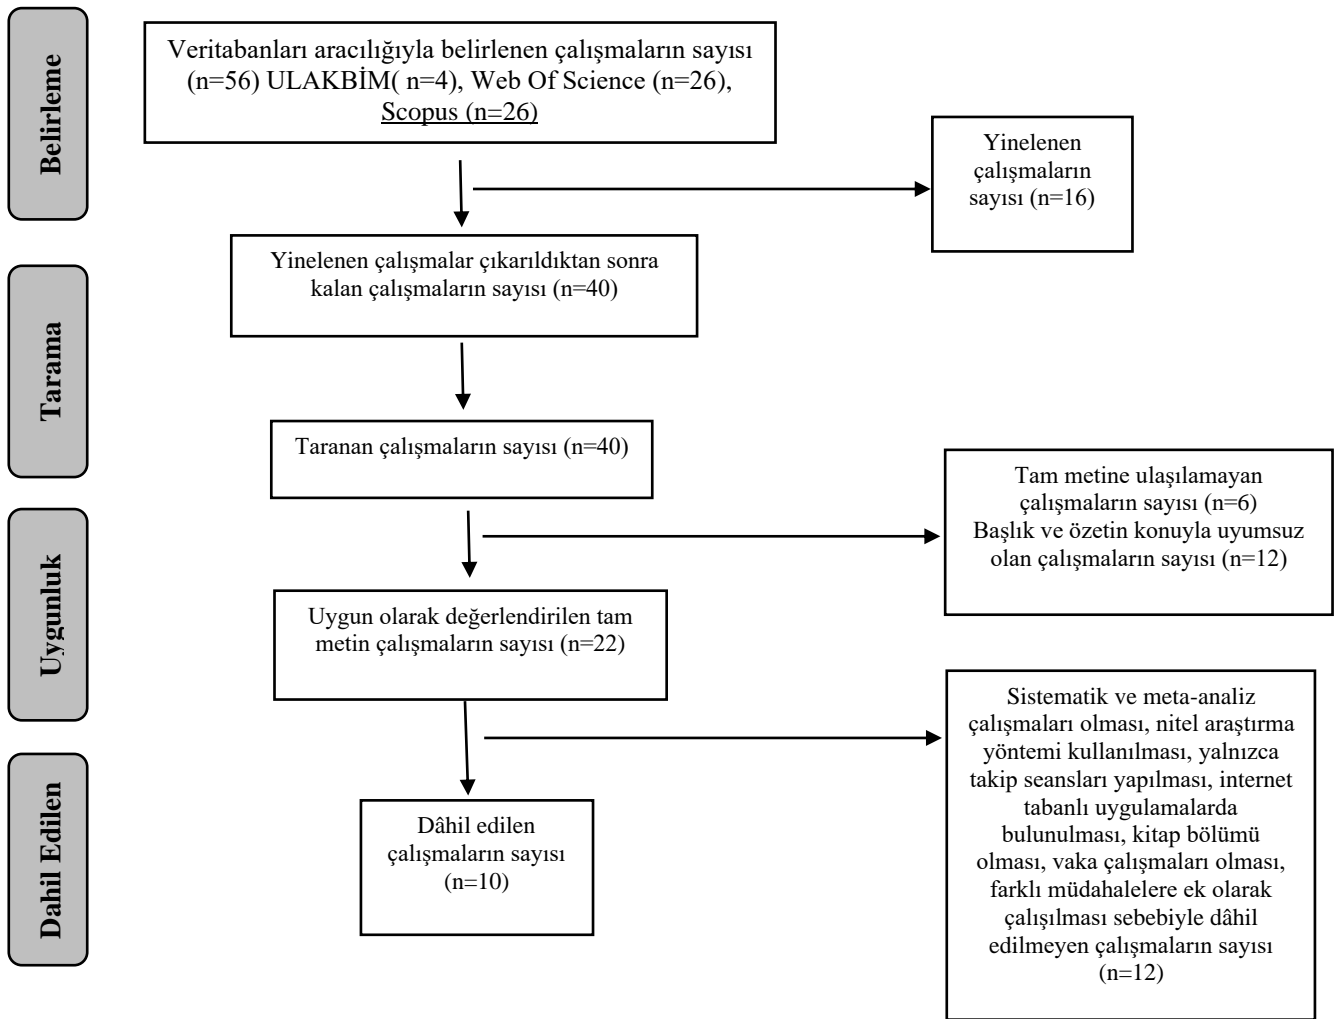 Belirleme
Veritabanları aracılığıyla belirlenen çalışmaların sayısı
(n=56) ULAKBİM( n=4), Web Of Science (n=26),
Scopus (n=26)
Yinelenen
çalışmaların
sayısı (n=16)
Yinelenen çalışmalar çıkarıldıktan sonra
kalan çalışmaların sayısı (n=40)
Tarama
Taranan çalışmaların sayısı (n=40)
Tam metine ulaşılamayan
çalışmaların sayısı (n=6)
Başlık ve özetin konuyla uyumsuz
olan çalışmaların sayısı (n=12)
Uygunluk
Uygun olarak değerlendirilen tam
metin çalışmaların sayısı (n=22)
Sistematik ve meta-analiz
çalışmaları olması, nitel araştırma
yöntemi kullanılması, yalnızca
takip seansları yapılması, internet
tabanlı uygulamalarda
bulunulması, kitap bölümü
olması, vaka çalışmaları olması,
farklı müdahalelere ek olarak
çalışılması sebebiyle dâhil
edilmeyen çalışmaların sayısı
(n=12)
Dahil Edilen
Dâhil edilen
çalışmaların sayısı
(n=10)